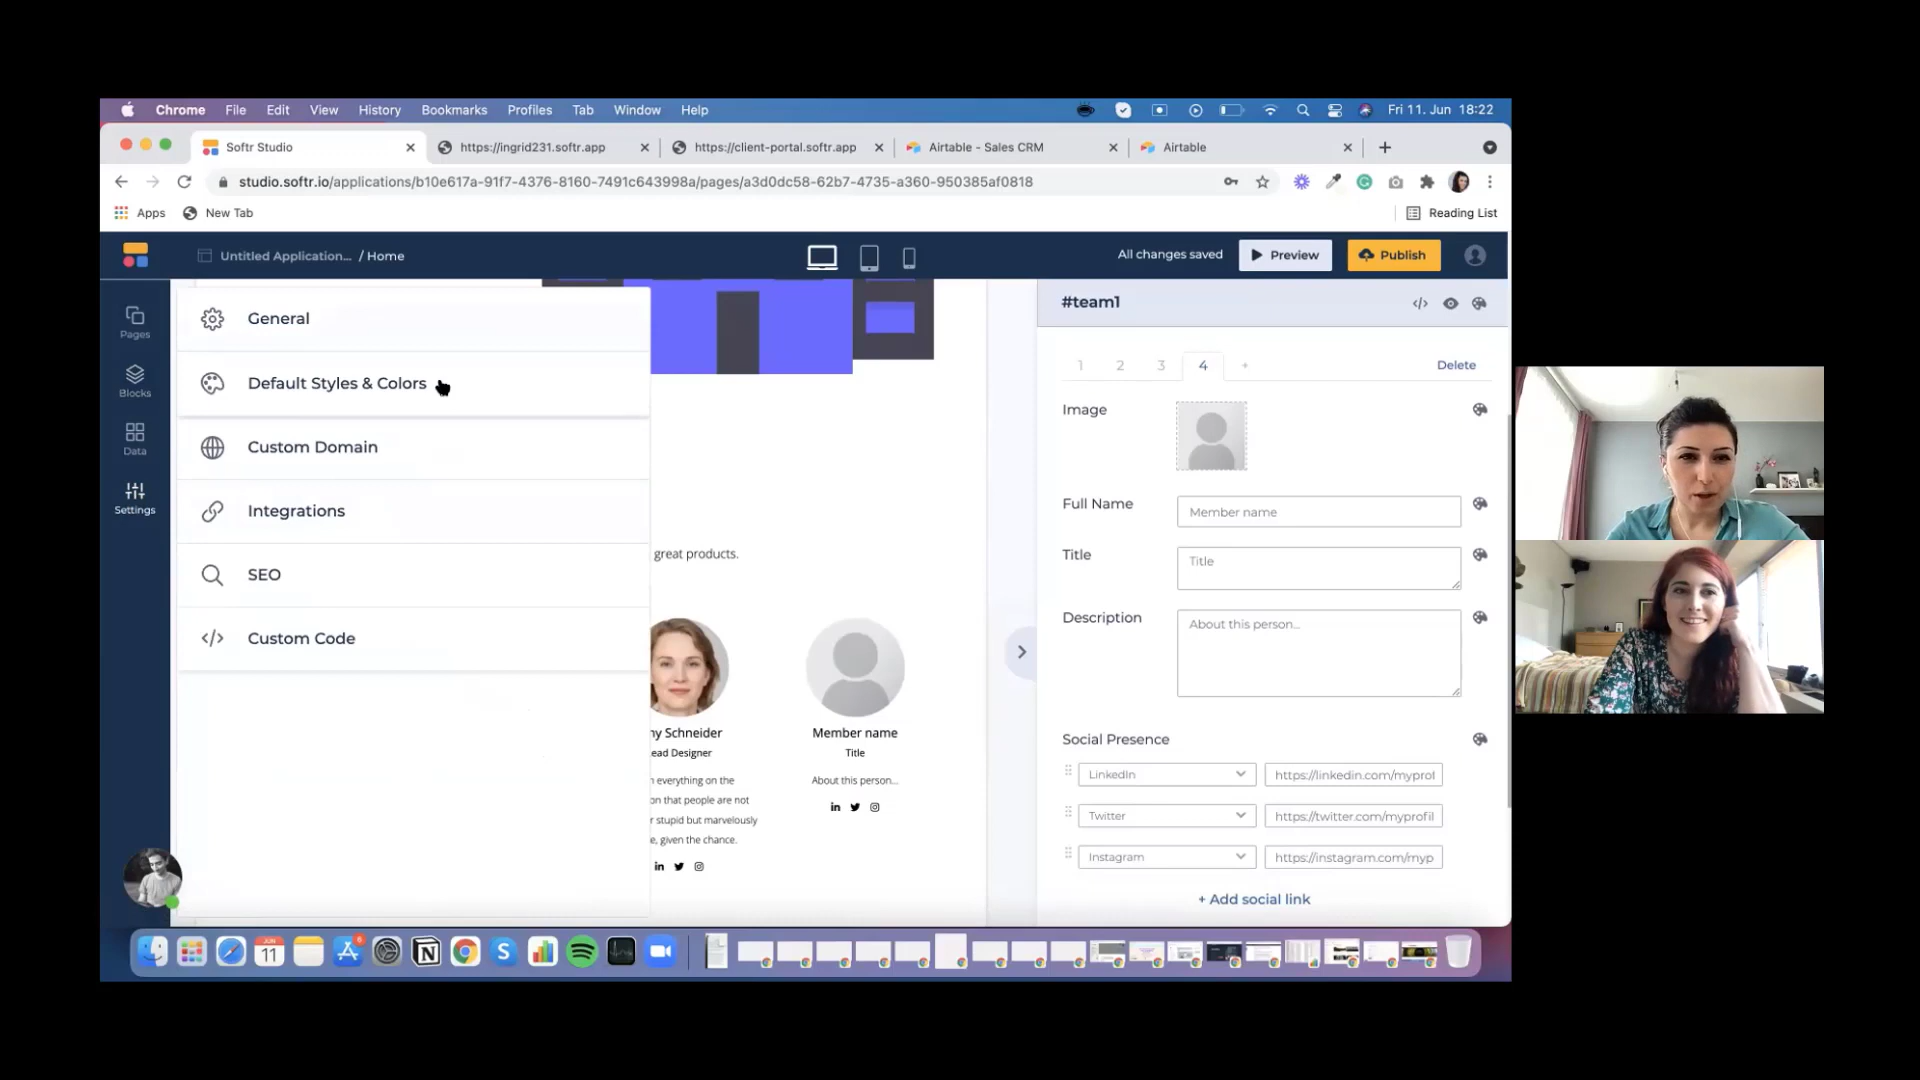 Chrome File Edit View History Bookmarks Profiles Tab Window Help Fri 11. Jun 18:22
Softr Studio https://ingrid231.softr.app https://client-portal.softr.app Airtable - Sales CRM Airtable
studio.softr.io/applications/b10e617a-91f7-4376-8160-7491c643998a/pages/a3d0dc58-62b7-4735-a360-950385af0818
Apps New Tab Reading List
Untitled Application... / Home All changes saved Preview Publish
Pages
Blocks
Data
Settings
General
Default Styles & Colors
Custom Domain
Integrations
SEO
Custom Code
great products.
ny Schneider
ead Designer
n everything on the
on that people are not
r stupid but marvelously
e, given the chance.
Member name
Title
About this person...
#team1
1 2 3 4 + Delete
Image
Full Name Member name
Title Title
Description About this person...
Social Presence
LinkedIn https://linkedin.com/myprof
Twitter https://twitter.com/myprofil
Instagram https://instagram.com/myp
+ Add social link
JUN
11
6